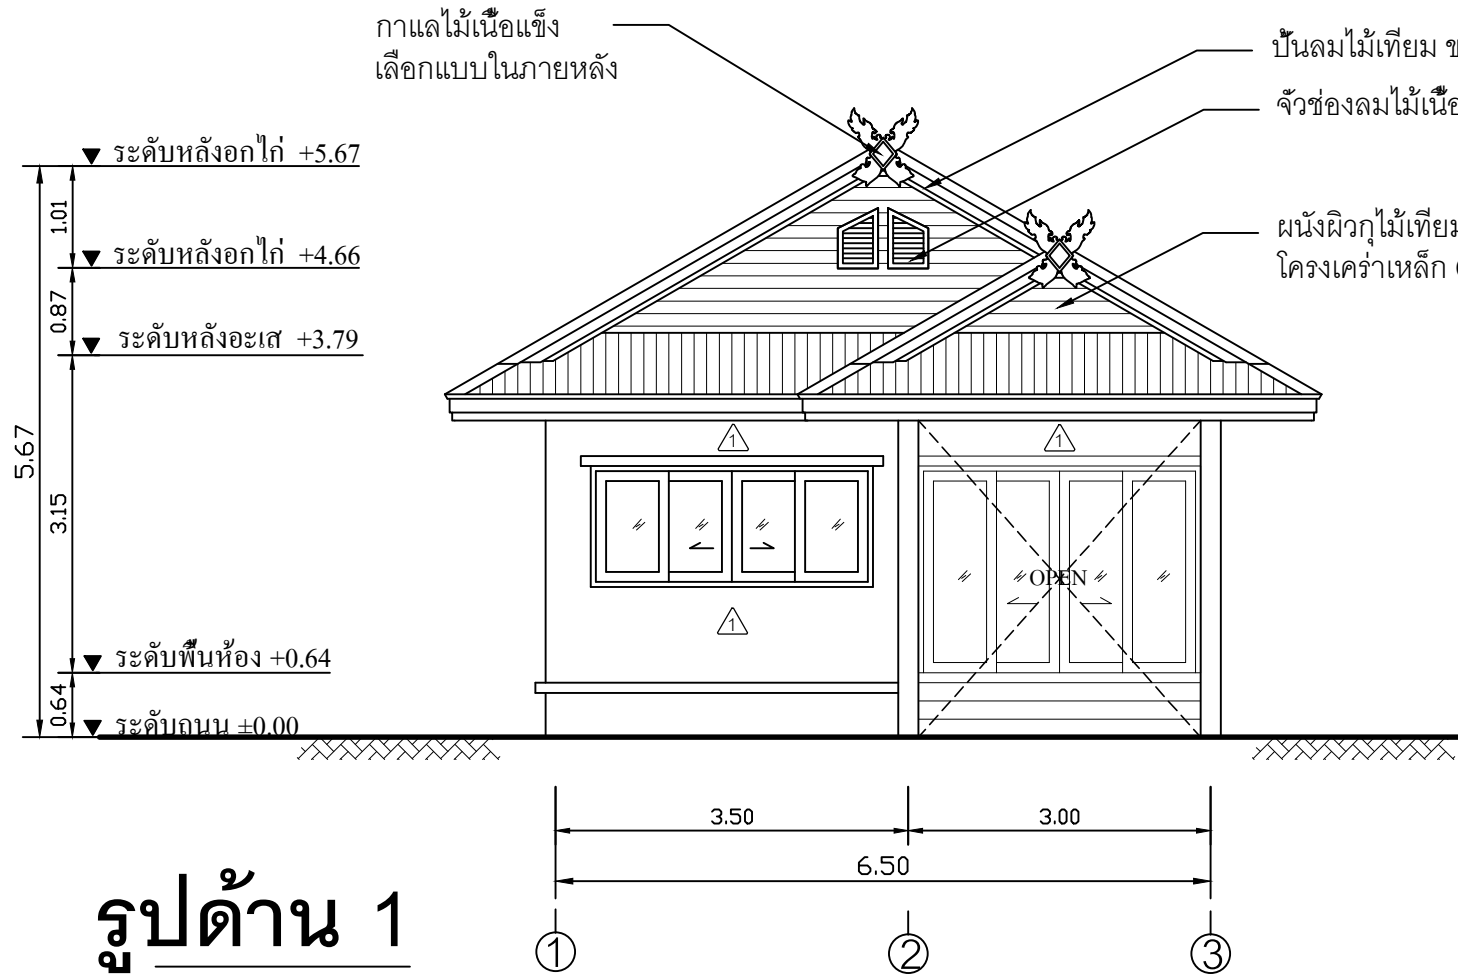 กาแลไม้เนื้อแข็ง
เลือกแบบในภายหลัง
ปั้นลมไม้เทียม ข
จั่วช่องลมไม้เนื้อ
ผนังผิวกุไม้เทียม
โครงเคร่าเหล็ก
ระดับหลังอกไก่ +5.67
ระดับหลังอกไก่ +4.66
ระดับหลังอะเส +3.79
ระดับพื้นห้อง +0.64
ระดับถนน ±0.00
1.01
0.87
3.15
0.64
5.67
1
1
1
OPEN
3.50
3.00
6.50
รูปด้าน 1
1
2
3